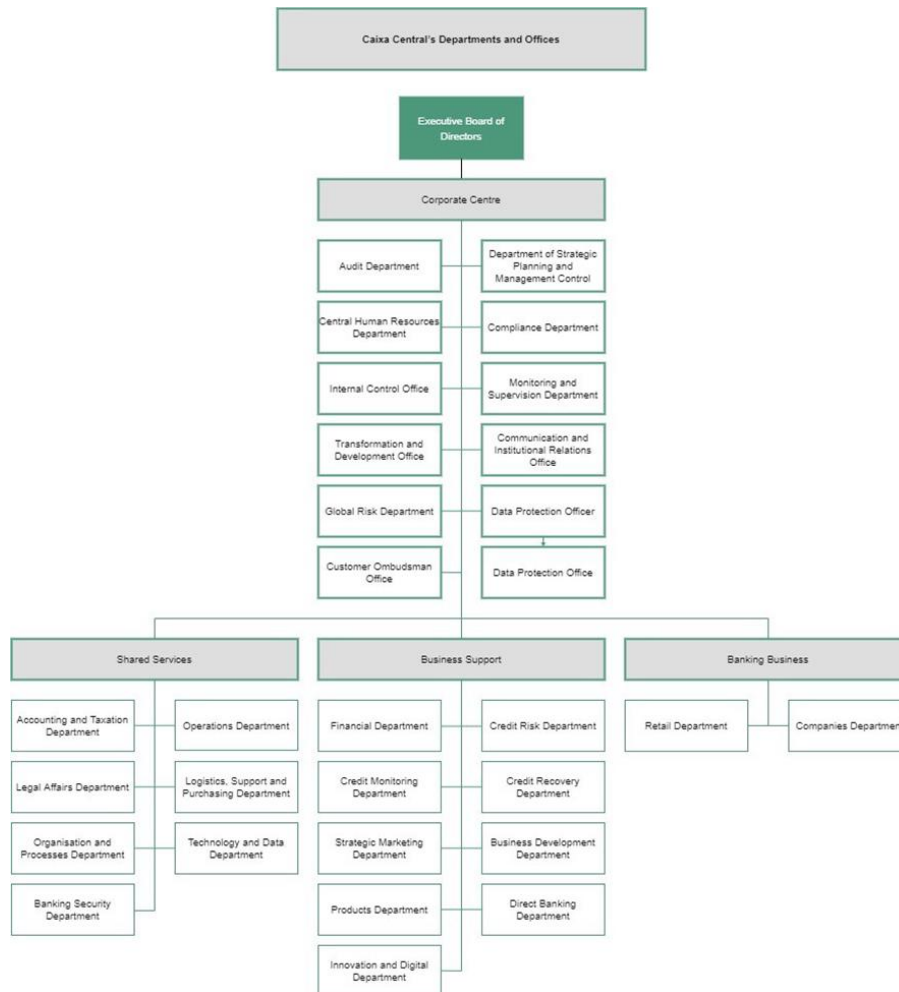 Caixa Central's Departments and Offices
Executive Board of
Directors
Corporate Centre
Audit Department
Department of Strategic
Planning and
Management Control
Central Human Resources
Department
Compliance Department
Internal Control Office
Monitoring and
Supervision Department
Transformation and
Development Office
Communication and
Institutional Relations
Office
Global Risk Department
Data Protection Officer
Customer Ombudsman
Office
Data Protection Office
Shared Services
Business Support
Banking Business
Accounting and Taxation
Department
Operations Department
Financial Department
Credit Risk Department
Retail Department
Companies Department
Legal Affairs Department
Logistics, Support and
Purchasing Department
Credit Monitoring
Department
Credit Recovery
Department
Organisation and
Processes Department
Technology and Data
Department
Strategic Marketing
Department
Business Development
Department
Banking Security
Department
Products Department
Direct Banking
Department
Innovation and Digital
Department